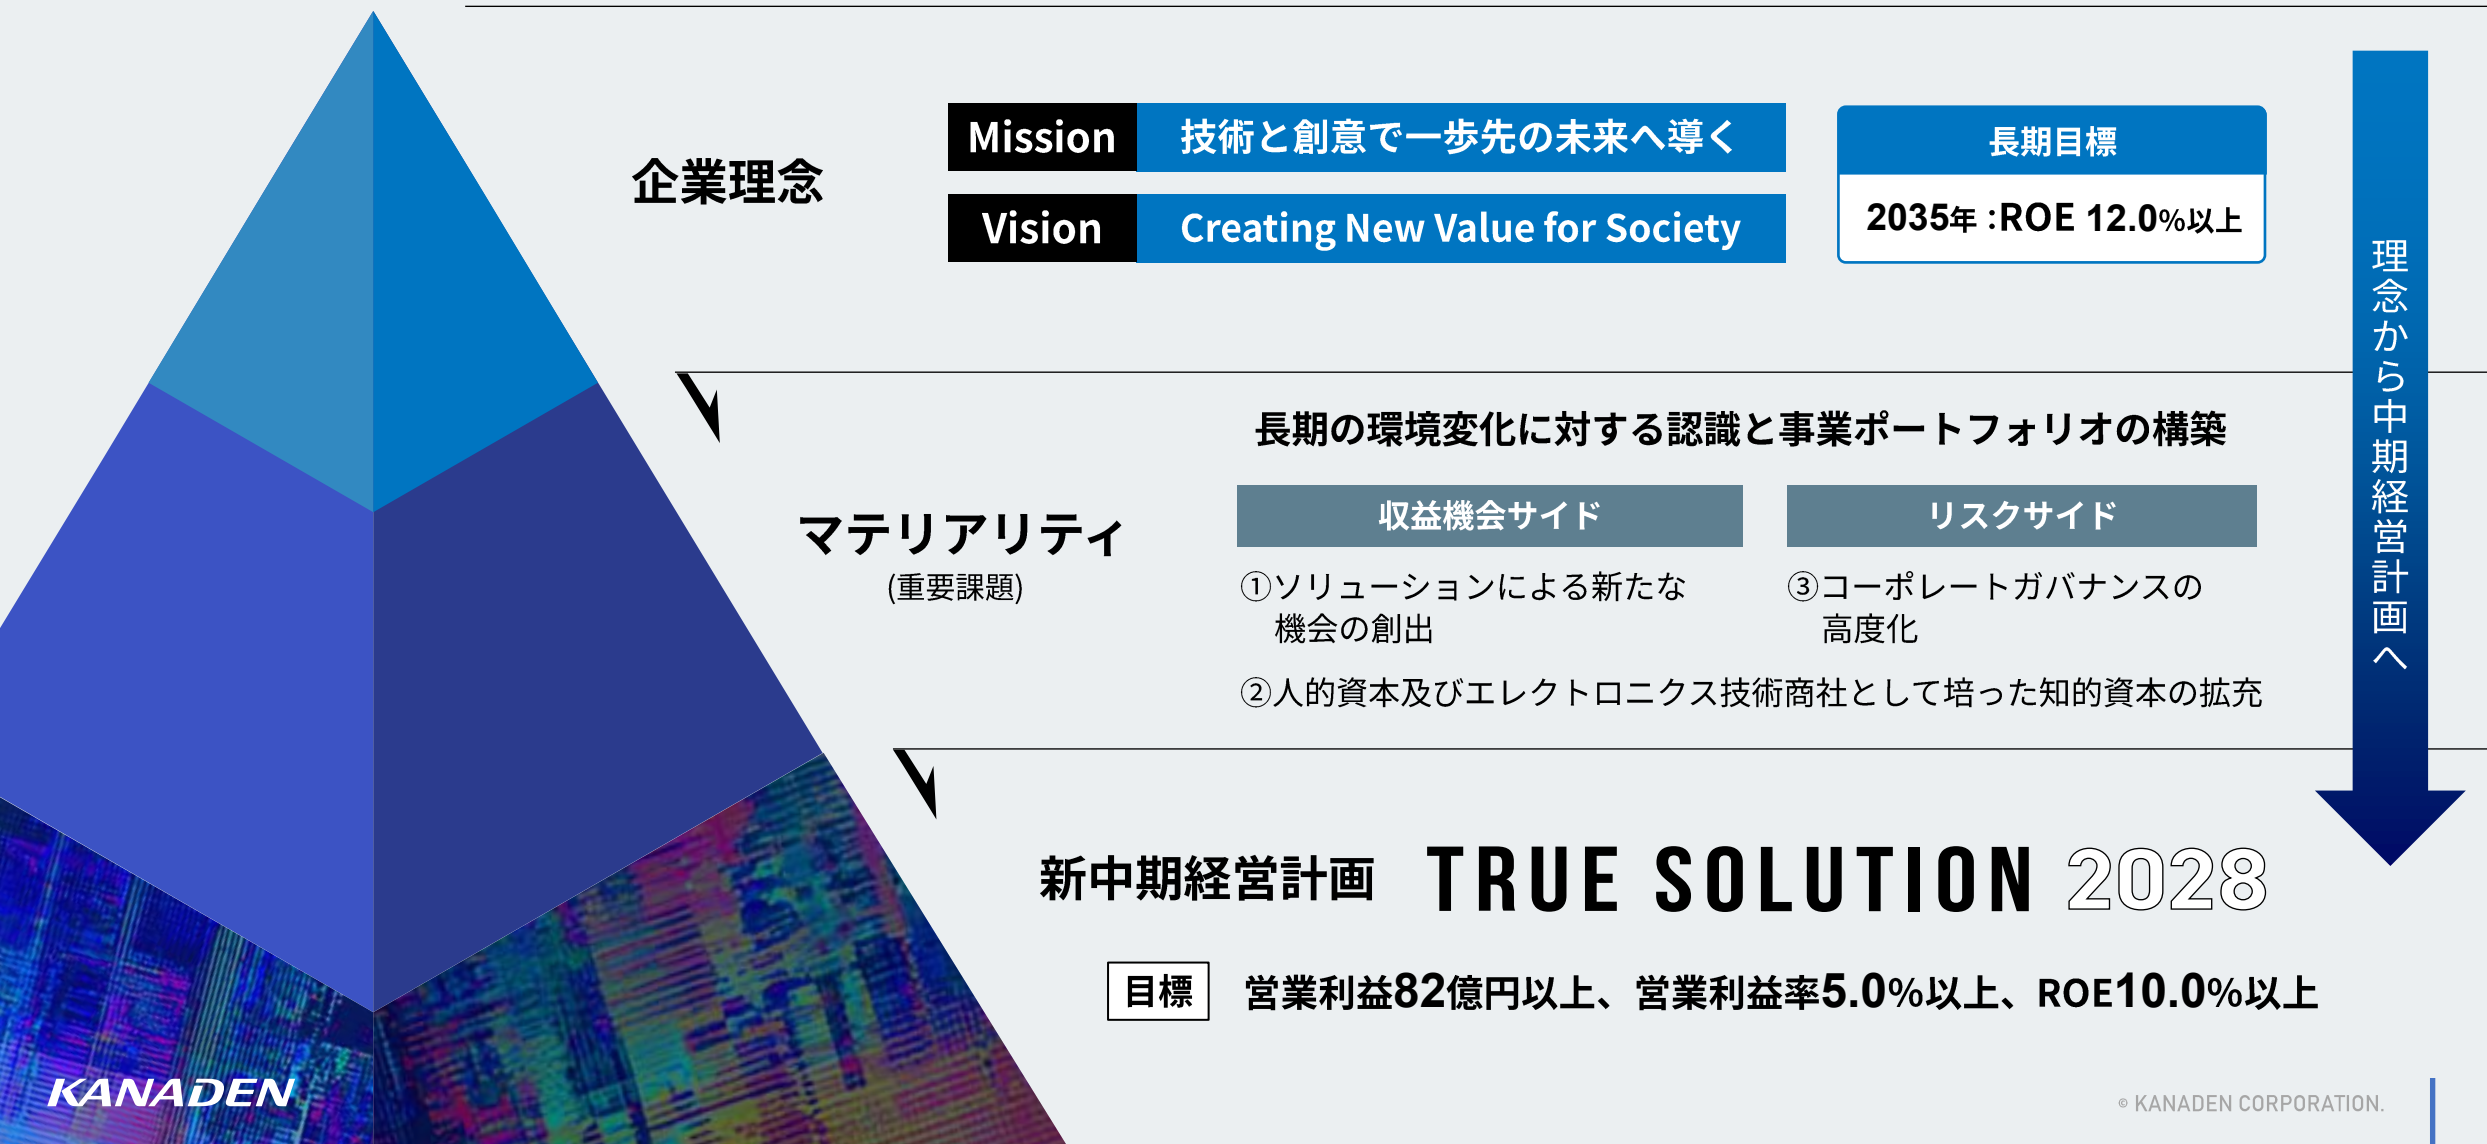 企業理念
Mission 技術と創意で一歩先の未来へ導く
Vision Creating New Value for Society
長期目標
2035年：ROE 12.0%以上
理念から中期経営計画へ
マテリアリティ
(重要課題)
長期の環境変化に対する認識と事業ポートフォリオの構築
収益機会サイド
①ソリューションによる新たな
機会の創出
リスクサイド
③コーポレートガバナンスの
高度化
②人的資本及びエレクトロニクス技術商社として培った知的資本の拡充
新中期経営計画 TRUE SOLUTION 2028
目標 営業利益82億円以上、営業利益率5.0%以上、ROE10.0%以上
KANADEN
© KANADEN CORPORATION.